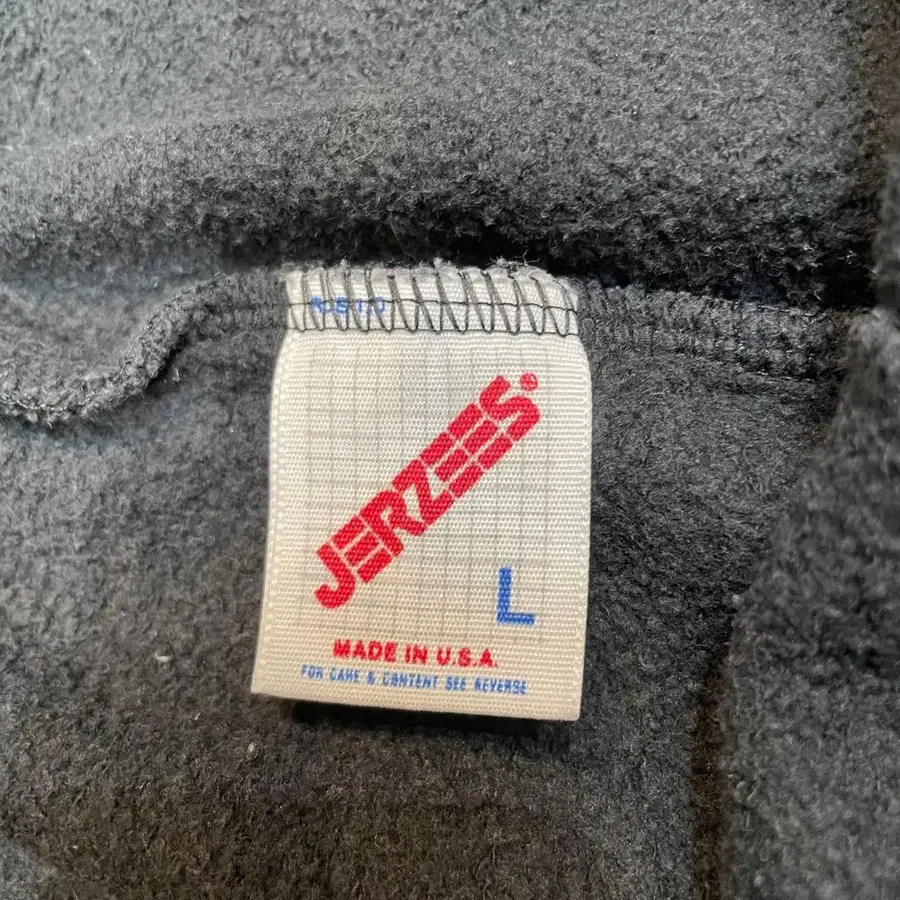 JERZEES®
L
MADE IN U.S.A.
FOR CARE & CONTENT SEE REVERSE